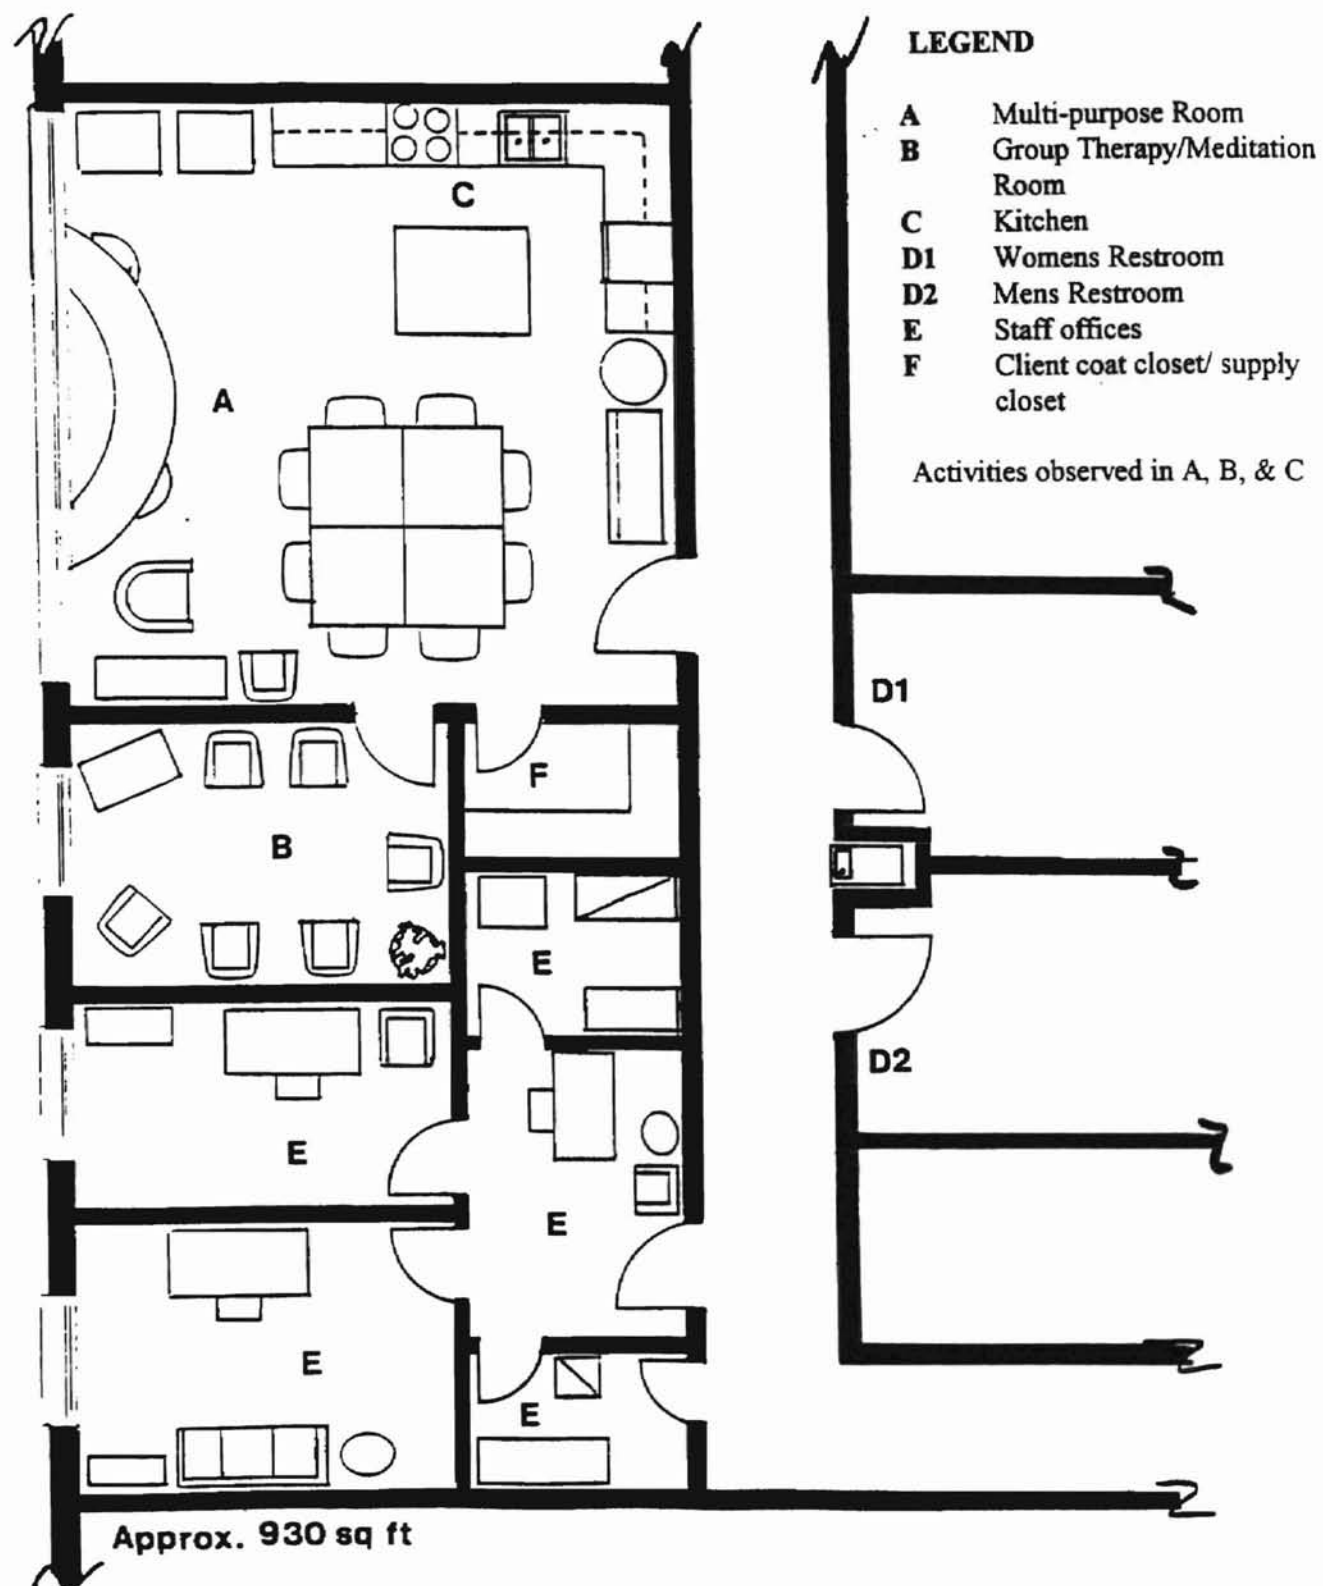 LEGEND
A Multi-purpose Room
B Group Therapy/Meditation
Room
C Kitchen
D1 Womens Restroom
D2 Mens Restroom
E Staff offices
F Client coat closet/ supply
closet
Activities observed in A, B, & C
C
A
D1
F
B
E
D2
E
E
E
E
Approx. 930 sq ft